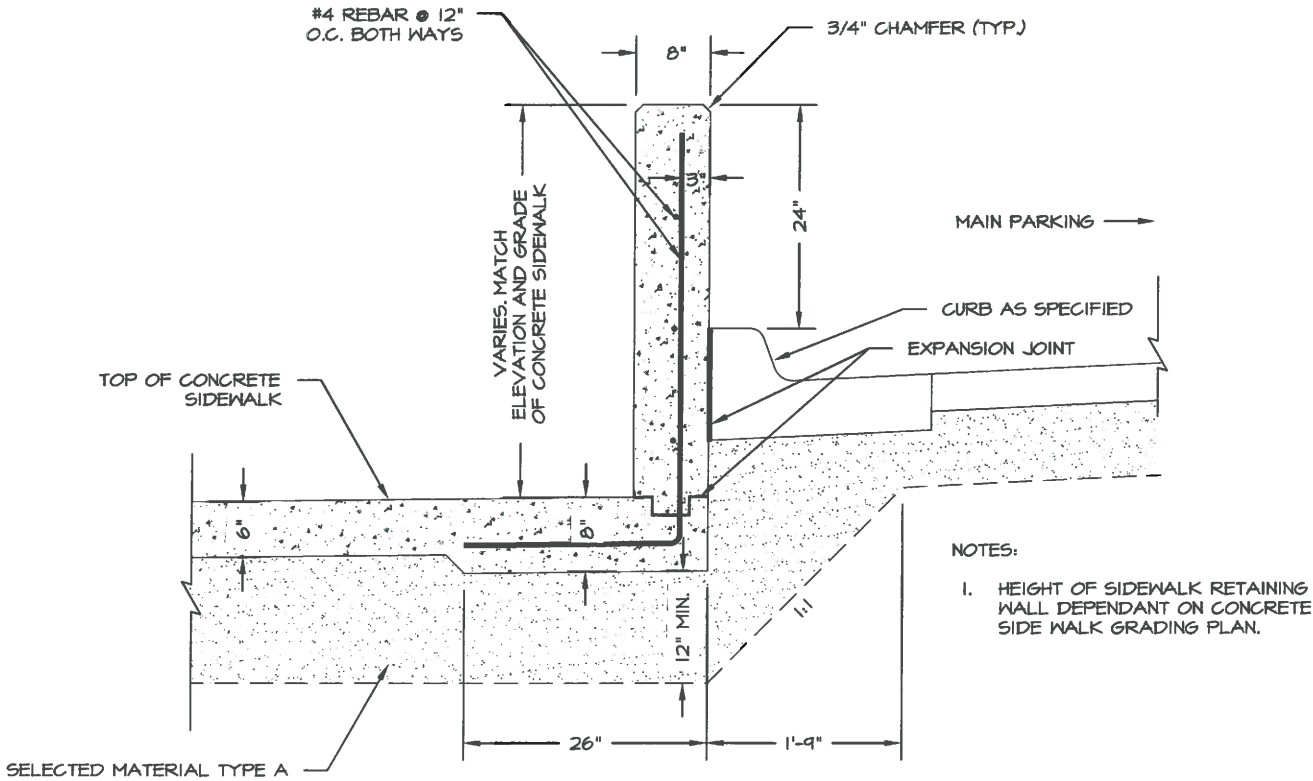 #4 REBAR @ 12"
O.C. BOTH WAYS
3/4" CHAMFER (TYP.)
8"
3"
24"
VARIES. MATCH
ELEVATION AND GRADE
OF CONCRETE SIDEWALK
MAIN PARKING
CURB AS SPECIFIED
EXPANSION JOINT
TOP OF CONCRETE
SIDEWALK
6"
8"
12" MIN.
1:1
NOTES:
1. HEIGHT OF SIDEWALK RETAINING
WALL DEPENDANT ON CONCRETE
SIDE WALK GRADING PLAN.
26"
1'-9"
SELECTED MATERIAL TYPE A